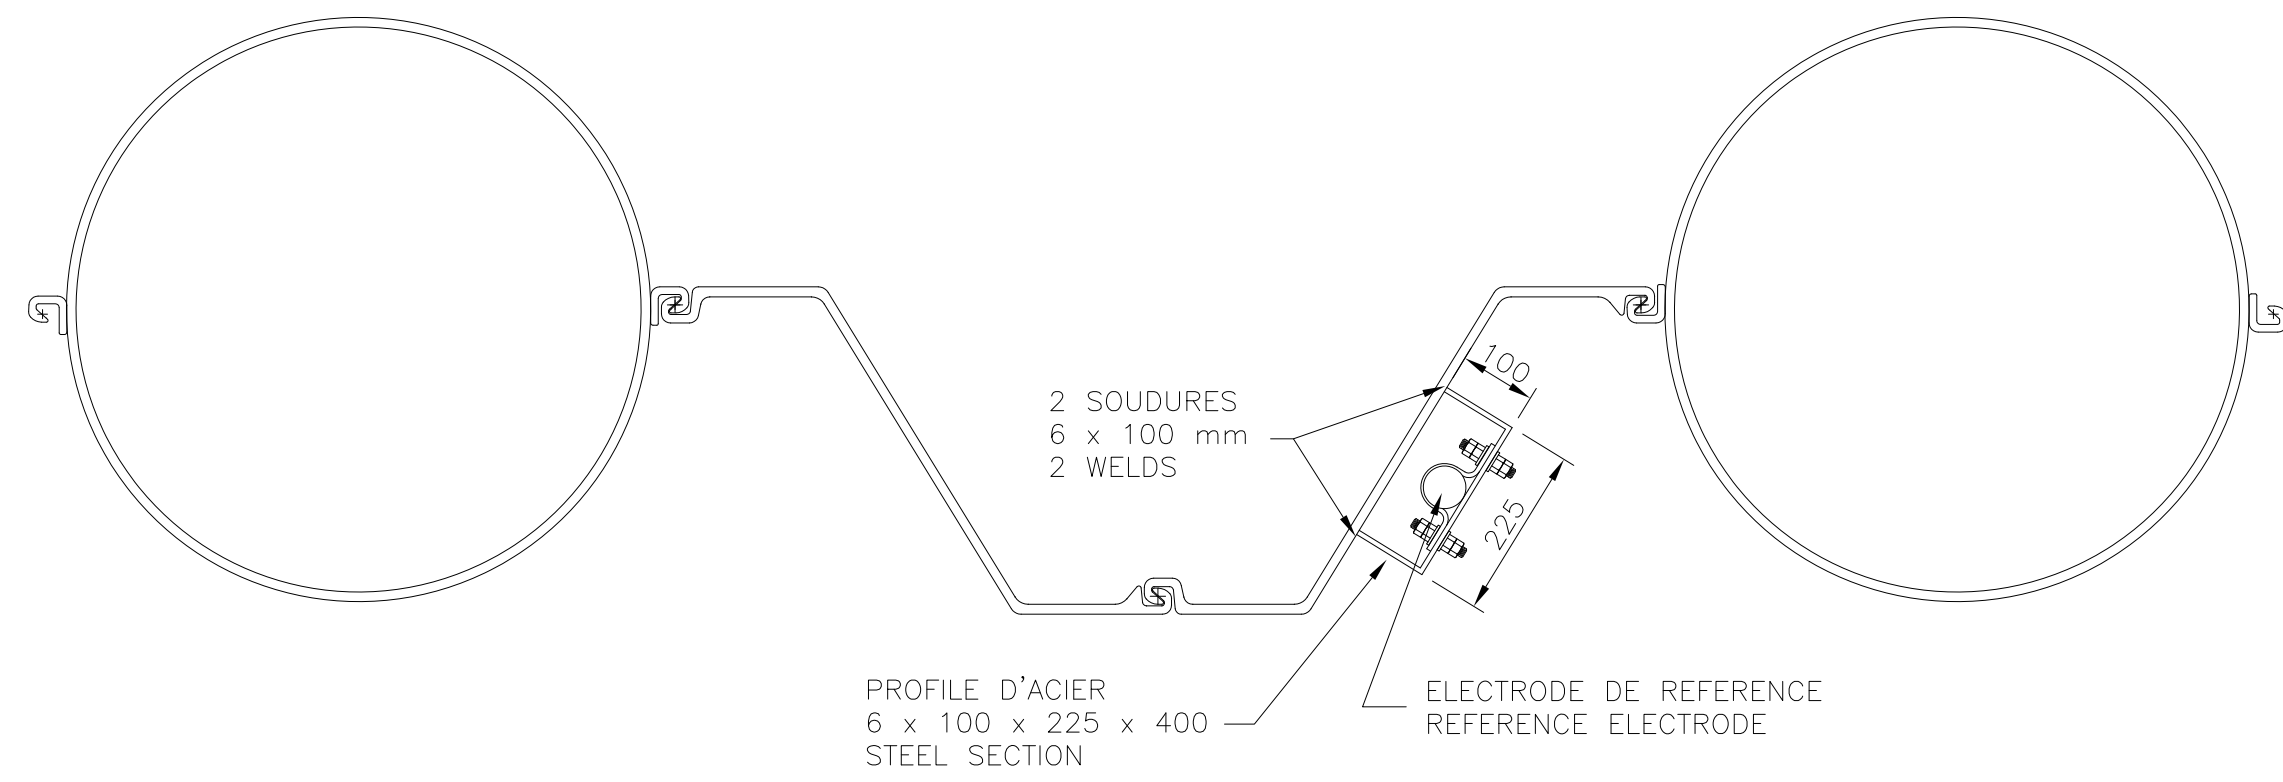 100
2 SOUDURES
6 x 100 mm
2 WELDS
225
PROFILE D'ACIER
6 x 100 x 225 x 400
STEEL SECTION
ELECTRODE DE REFERENCE
REFERENCE ELECTRODE